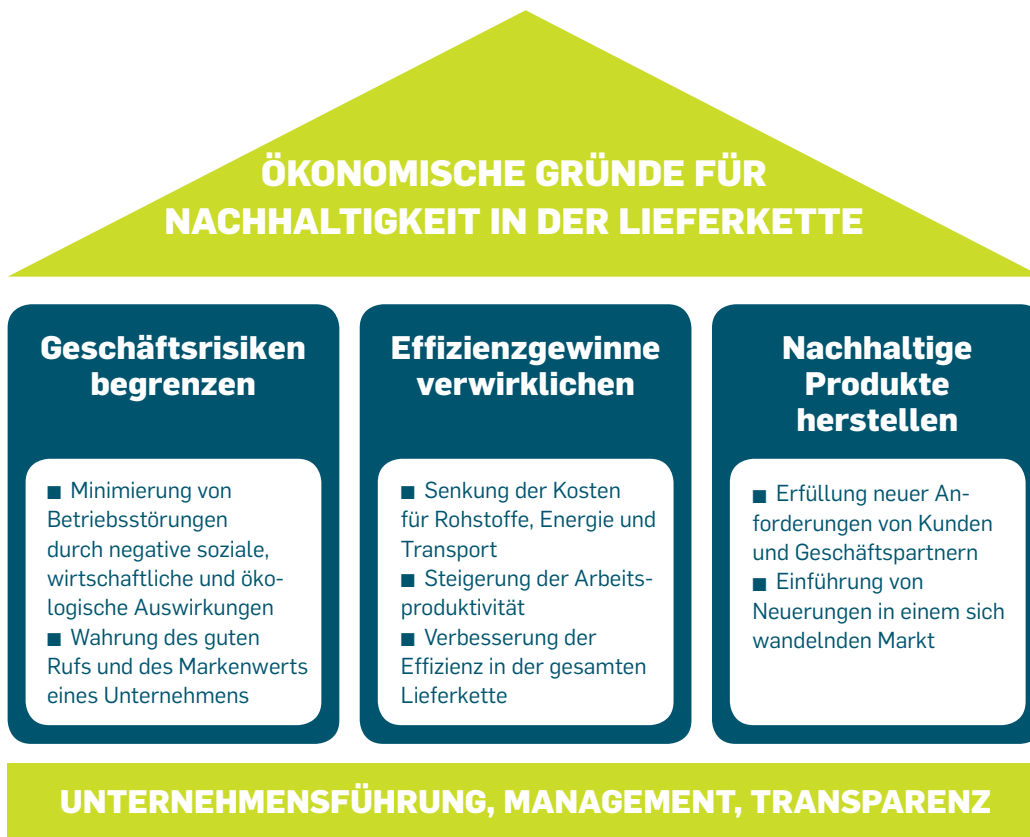 ÖKONOMISCHE GRÜNDE FÜR
NACHHALTIGKEIT IN DER LIEFERKETTE
Geschäftsrisiken
begrenzen
■ Minimierung von
Betriebsstörungen
durch negative soziale,
wirtschaftliche und öko-
logische Auswirkungen
■ Wahrung des guten
Rufs und des Markenwerts
eines Unternehmens
Effizienzgewinne
verwirklichen
■ Senkung der Kosten
für Rohstoffe, Energie und
Transport
■ Steigerung der Arbeits-
produktivität
■ Verbesserung der
Effizienz in der gesamten
Lieferkette
Nachhaltige
Produkte
herstellen
■ Erfüllung neuer An-
forderungen von Kunden
und Geschäftspartnern
■ Einführung von
Neuerungen in einem sich
wandelnden Markt
UNTERNEHMENSFÜHRUNG, MANAGEMENT, TRANSPARENZ